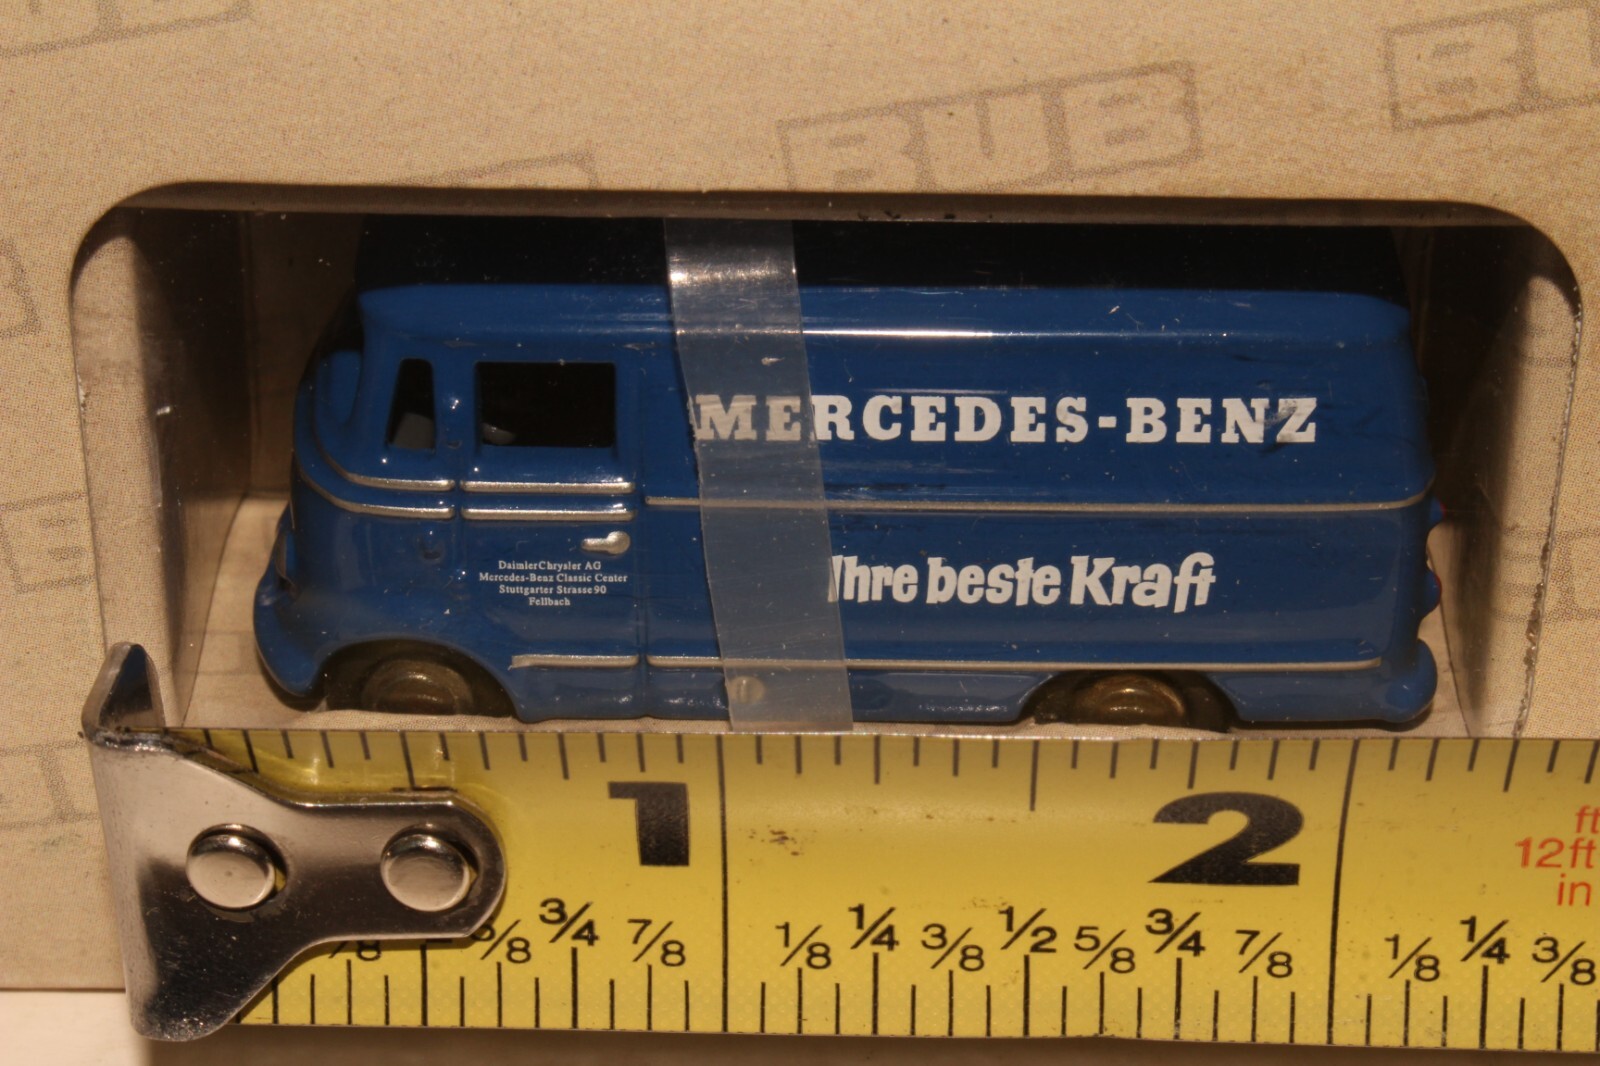 BUB
MERCEDES-BENZ
Ihre beste Kraft
DaimlerChrysler AG
Mercedes-Benz Classic Center
Stuttgarter Strasse 90
Fellbach
1 2
ft
12ft
in
3/4 7/8 1/8 1/4 3/8 1/2 5/8 3/4 7/8 1/8 1/4 3/8